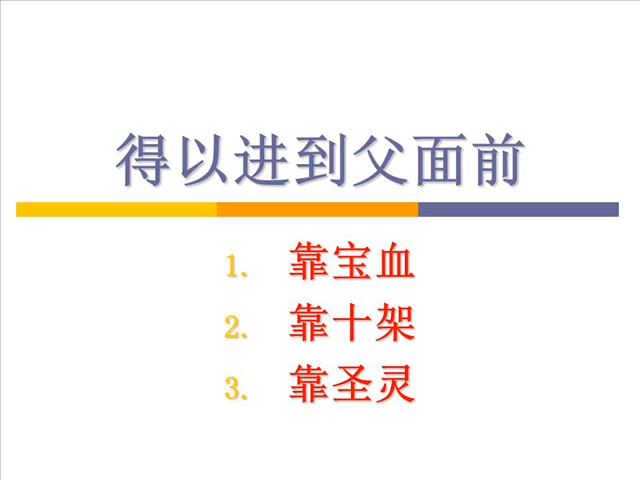 得以进到父面前
1. 靠宝血
2. 靠十架
3. 靠圣灵